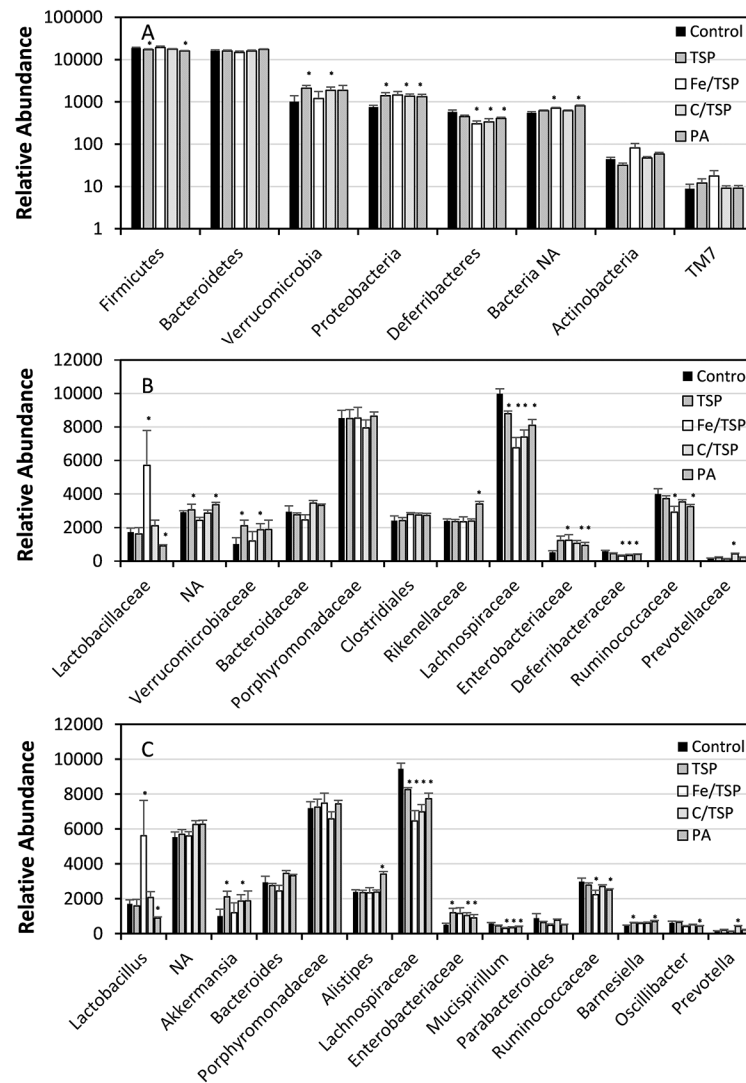 A
Relative Abundance
100000
10000
1000
100
10
1
* * * * * * * * * * * * *
Control
TSP
Fe/TSP
C/TSP
PA
Firmicutes
Bacteroidetes
Verrucomicrobia
Proteobacteria
Deferribacteres
Bacteria NA
Actinobacteria
TM7
B
Relative Abundance
12000
10000
8000
6000
4000
2000
0
* * * * * * * * * * * * * * * * * * * *
Control
TSP
Fe/TSP
C/TSP
PA
Lactobacillaceae
NA
Verrucomicrobiaceae
Bacteroidaceae
Porphyromonadaceae
Clostridiales
Rikenellaceae
Lachnospiraceae
Enterobacteriaceae
Deferribacteraceae
Ruminococcaceae
Prevotellaceae
C
Relative Abundance
12000
10000
8000
6000
4000
2000
0
* * * * * * * * * * * * * * * * * * * *
Control
TSP
Fe/TSP
C/TSP
PA
Lactobacillus
NA
Akkermansia
Bacteroides
Porphyromonadaceae
Alistipes
Lachnospiraceae
Enterobacteriaceae
Mucispirillum
Parabacteroides
Ruminococcaceae
Barnesiella
Oscillibacter
Prevotella